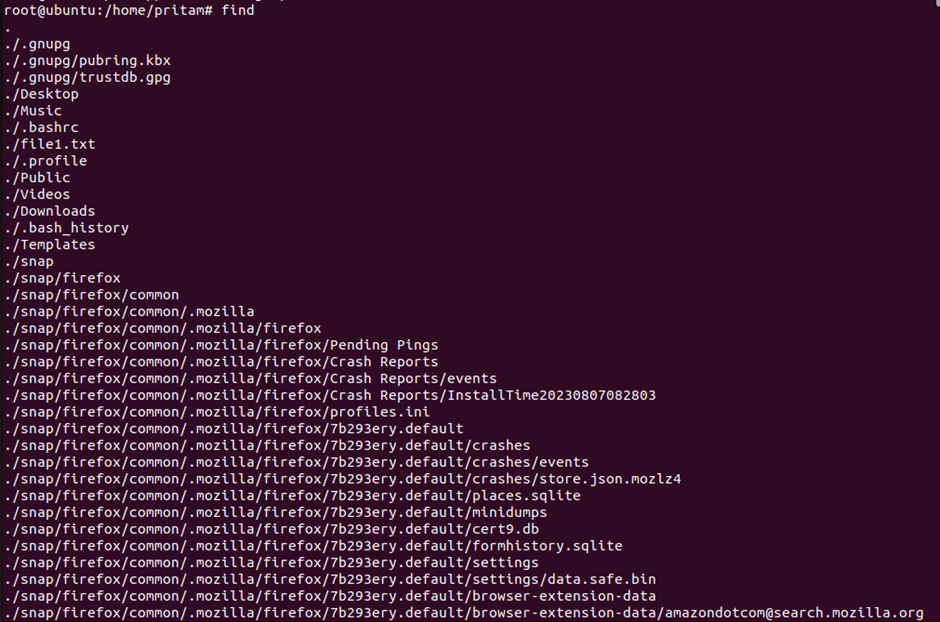 root@ubuntu:/home/pritam# find
.
./.gnupg
./.gnupg/pubring.kbx
./.gnupg/trustdb.gpg
./Desktop
./Music
./.bashrc
./file1.txt
./.profile
./Public
./Videos
./Downloads
./.bash_history
./Templates
./snap
./snap/firefox
./snap/firefox/common
./snap/firefox/common/.mozilla
./snap/firefox/common/.mozilla/firefox
./snap/firefox/common/.mozilla/firefox/Pending Pings
./snap/firefox/common/.mozilla/firefox/Crash Reports
./snap/firefox/common/.mozilla/firefox/Crash Reports/events
./snap/firefox/common/.mozilla/firefox/Crash Reports/InstallTime20230807082803
./snap/firefox/common/.mozilla/firefox/profiles.ini
./snap/firefox/common/.mozilla/firefox/7b293ery.default
./snap/firefox/common/.mozilla/firefox/7b293ery.default/crashes
./snap/firefox/common/.mozilla/firefox/7b293ery.default/crashes/events
./snap/firefox/common/.mozilla/firefox/7b293ery.default/crashes/store.json.mozlz4
./snap/firefox/common/.mozilla/firefox/7b293ery.default/places.sqlite
./snap/firefox/common/.mozilla/firefox/7b293ery.default/minidumps
./snap/firefox/common/.mozilla/firefox/7b293ery.default/cert9.db
./snap/firefox/common/.mozilla/firefox/7b293ery.default/formhistory.sqlite
./snap/firefox/common/.mozilla/firefox/7b293ery.default/settings
./snap/firefox/common/.mozilla/firefox/7b293ery.default/settings/data.safe.bin
./snap/firefox/common/.mozilla/firefox/7b293ery.default/browser-extension-data
./snap/firefox/common/.mozilla/firefox/7b293ery.default/browser-extension-data/amazondotcom@search.mozilla.org